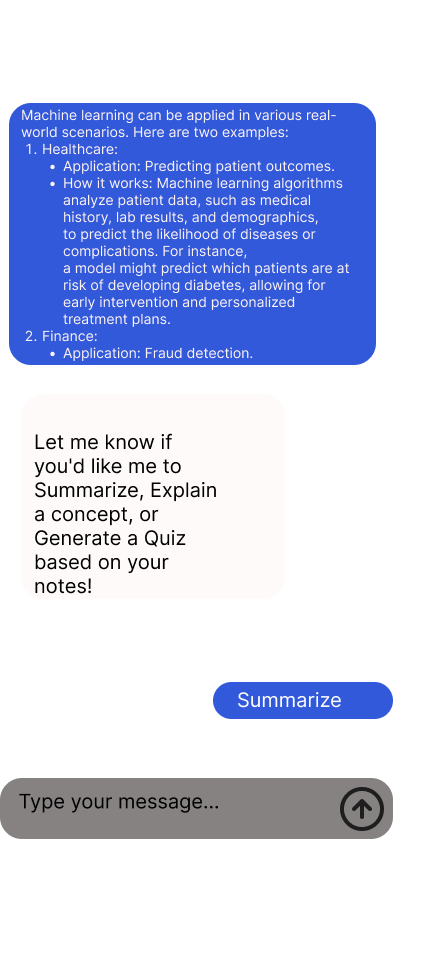 Machine learning can be applied in various real-
world scenarios. Here are two examples:
1. Healthcare:
• Application: Predicting patient outcomes.
• How it works: Machine learning algorithms
analyze patient data, such as medical
history, lab results, and demographics,
to predict the likelihood of diseases or
complications. For instance,
a model might predict which patients are at
risk of developing diabetes, allowing for
early intervention and personalized
treatment plans.
2. Finance:
• Application: Fraud detection.
Let me know if
you'd like me to
Summarize, Explain
a concept, or
Generate a Quiz
based on your
notes!
Summarize
Type your message...